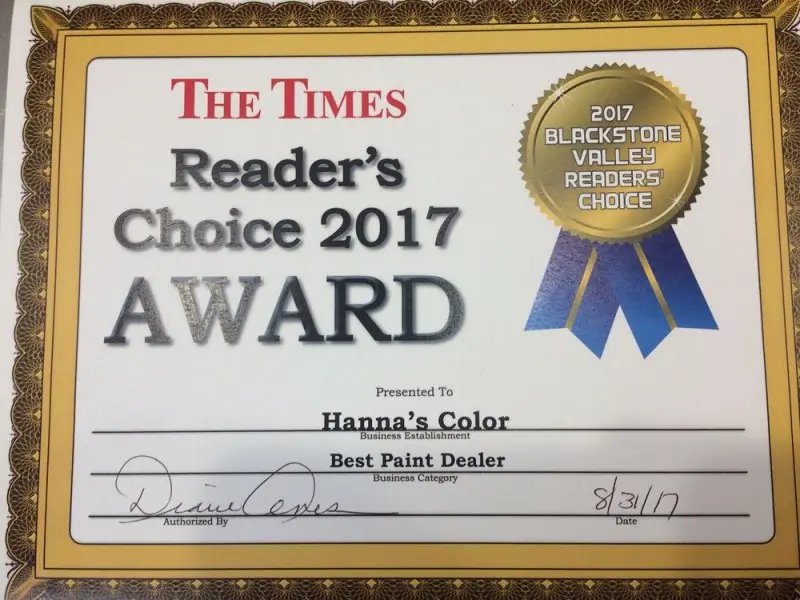 THE TIMES
Reader's
Choice 2017
AWARD
2017
BLACKSTONE
VALLEY
READERS'
CHOICE
Presented To
Hanna's Color
Business Establishment
Best Paint Dealer
Business Category
Diane
Authorized By
8/31/17
Date